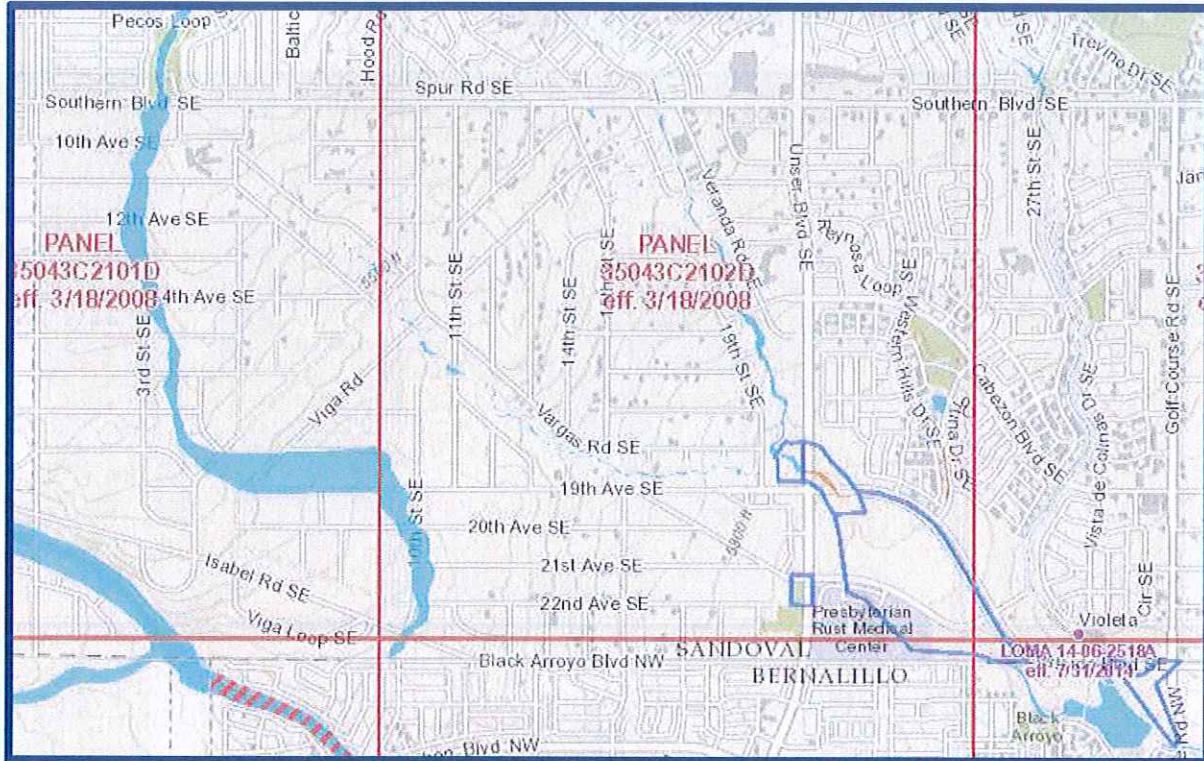 Pecos Loop
Baltic
Hood Rd
Spur Rd SE
Trevino Dr SE
Southern Blvd SE
Southern Blvd SE
10th Ave SE
Unser Blvd SE
Veranda Rd SE
27th St SE
12th Ave SE
Reynosa Loop
PANEL
35043C2101D
eff. 3/18/2008
4th Ave SE
PANEL
35043C2102D
eff. 3/18/2008
11th St SE
14th St SE
3rd St SE
19th St SE
Western Hills Dr SE
Golf Course Rd SE
Viga Rd
Vargas Rd SE
Cabezon Blvd SE
Vista de Colinas Dr SE
19th Ave SE
10th St SE
20th Ave SE
Isabel Rd SE
21st Ave SE
22nd Ave SE
Cir SE
Viga Loop SE
Presbyterian
Rust Medical
Center
Violeta
SANDOVAL
BERNALILLO
Black Arroyo Blvd NW
LOMA 14-06-2518A
eff. 7/31/2014
Black
Arroyo
Blvd NW